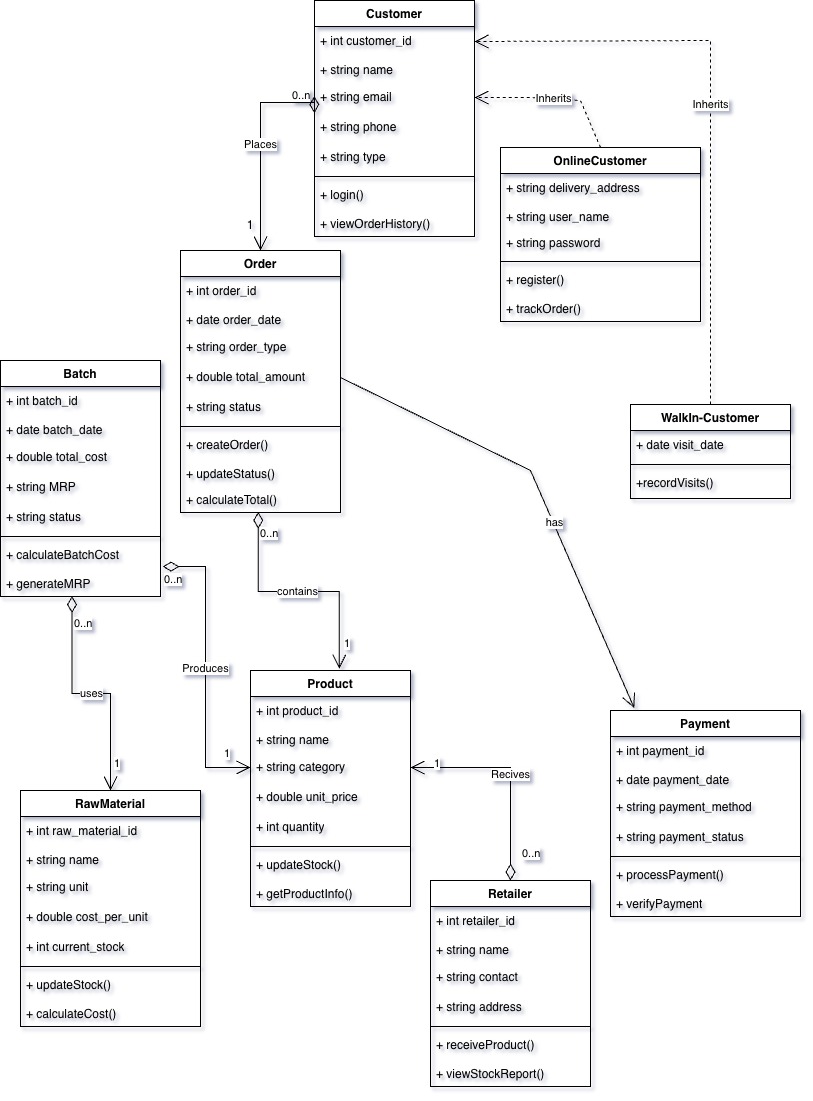 Customer
+ int customer_id
+ string name
+ string email
+ string phone
+ string type
+ login()
+ viewOrderHistory()
0..n
Places
1
Inherits
Inherits
OnlineCustomer
+ string delivery_address
+ string user_name
+ string password
+ register()
+ trackOrder()
Order
+ int order_id
+ date order_date
+ string order_type
+ double total_amount
+ string status
+ createOrder()
+ updateStatus()
+ calculateTotal()
Batch
+ int batch_id
+ date batch_date
+ double total_cost
+ string MRP
+ string status
+ calculateBatchCost
+ generateMRP
WalkIn-Customer
+ date visit_date
+recordVisits()
has
0..n
contains
1
0..n
Produces
1
0..n
uses
1
Product
+ int product_id
+ string name
+ string category
+ double unit_price
+ int quantity
+ updateStock()
+ getProductInfo()
1
Recives
0..n
Payment
+ int payment_id
+ date payment_date
+ string payment_method
+ string payment_status
+ processPayment()
+ verifyPayment
RawMaterial
+ int raw_material_id
+ string name
+ string unit
+ double cost_per_unit
+ int current_stock
+ updateStock()
+ calculateCost()
Retailer
+ int retailer_id
+ string name
+ string contact
+ string address
+ receiveProduct()
+ viewStockReport()